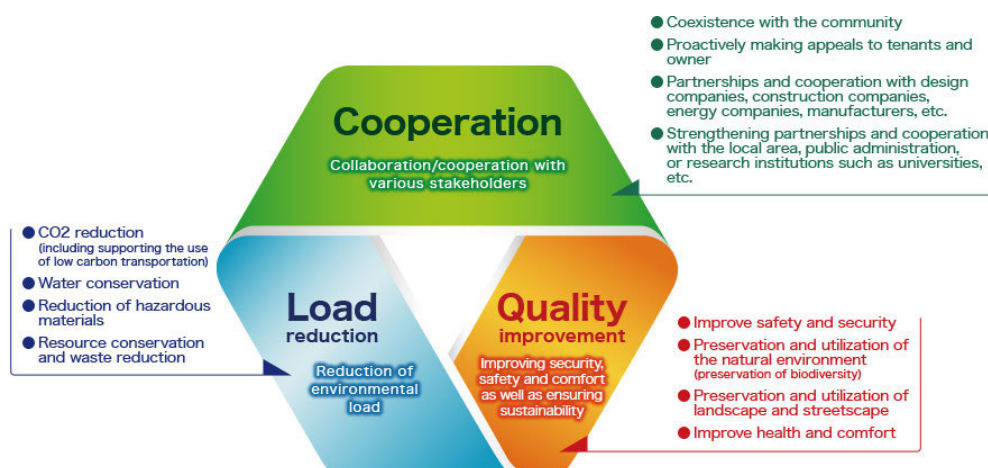 ● Coexistence with the community
● Proactively making appeals to tenants and
owner
● Partnerships and cooperation with design
companies, construction companies,
energy companies, manufacturers, etc.
● Strengthening partnerships and cooperation
with the local area, public administration,
or research institutions such as universities,
etc.
Cooperation
Collaboration/cooperation with
various stakeholders
● CO2 reduction
(including supporting the use
of low carbon transportation)
● Water conservation
● Reduction of hazardous
materials
● Resource conservation
and waste reduction
Load
reduction
Reduction of
environmental
load
Quality
improvement
Improving security,
safety and comfort
as well as ensuring
sustainability
● Improve safety and security
● Preservation and utilization of
the natural environment
(preservation of biodiversity)
● Preservation and utilization of
landscape and streetscape
● Improve health and comfort